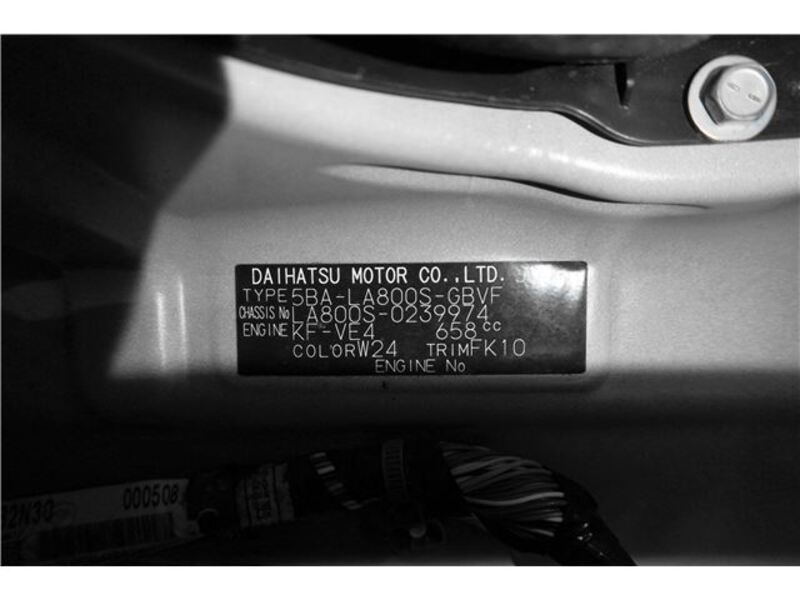 DAIHATSU MOTOR CO.,LTD.
TYPE 5BA-LA800S-GBVF
CHASSIS No LA800S-0239974
ENGINE KF-VE4 658cc
COLOR W24 TRIM FK10
ENGINE No
000508
2N30